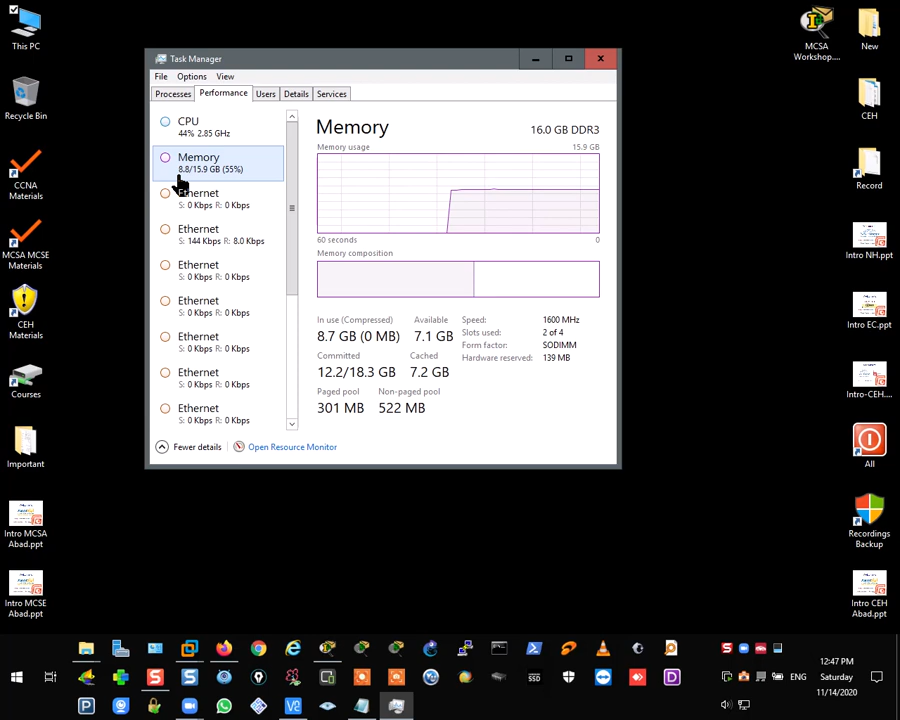 This PC
Recycle Bin
CCNA
Materials
MCSA MCSE
Materials
CEH
Materials
Courses
Important
Intro MCSA
Abad.ppt
Intro MCSE
Abad.ppt
Task Manager
File Options View
Processes Performance Users Details Services
CPU
44% 2.85 GHz
Memory
8.8/15.9 GB (55%)
Ethernet
S: 0 Kbps R: 0 Kbps
Ethernet
S: 144 Kbps R: 8.0 Kbps
Ethernet
S: 0 Kbps R: 0 Kbps
Ethernet
S: 0 Kbps R: 0 Kbps
Ethernet
S: 0 Kbps R: 0 Kbps
Ethernet
S: 0 Kbps R: 0 Kbps
Ethernet
S: 0 Kbps R: 0 Kbps
Memory 16.0 GB DDR3
Memory usage 15.9 GB
60 seconds 0
Memory composition
In use (Compressed) Available
8.7 GB (0 MB) 7.1 GB
Committed Cached
12.2/18.3 GB 7.2 GB
Paged pool Non-paged pool
301 MB 522 MB
Speed: 1600 MHz
Slots used: 2 of 4
Form factor: SODIMM
Hardware reserved: 139 MB
Fewer details Open Resource Monitor
MCSA
Workshop....
New
CEH
Record
Intro NH.ppt
Intro EC.ppt
Intro-CEH....
All
Recordings
Backup
Intro CEH
Abad.ppt
SSD
ENG
12:47 PM
Saturday
11/14/2020